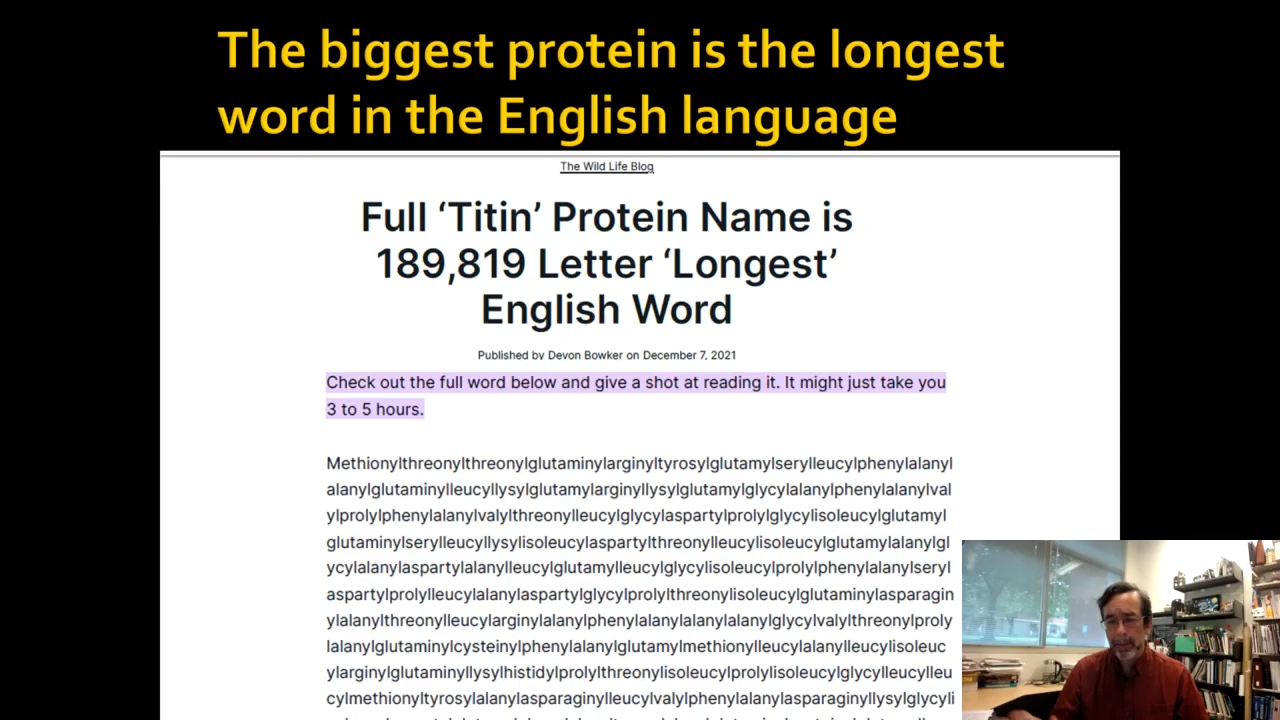 The biggest protein is the longest
word in the English language
The Wild Life Blog
Full ‘Titin’ Protein Name is
189,819 Letter ‘Longest’
English Word
Published by Devon Bowker on December 7, 2021
Check out the full word below and give a shot at reading it. It might just take you
3 to 5 hours.
Methionylthreonylthreonylglutaminylarginyltyrosylglutamylserylleucylphenylalanyl
alanylglutaminylleucyllysylglutamylarginyllysylglutamylglycylalanylphenylalanylval
ylprolylphenylalanylvalylthreonylleucylglycylaspartylprolylglycylisoleucylglutamyl
glutaminylserylleucyllysylisoleucylaspartylthreonylleucylisoleucylglutamylalanylgl
ycylalanylaspartylalanylleucylglutamylleucylglycylisoleucylprolylphenylalanylseryl
aspartylprolylleucylalanylaspartylglycylprolylthreonylisoleucylglutaminylasparagin
ylalanylthreonylleucylarginylalanylphenylalanylalanylalanylglycylvalylthreonylproly
lalanylglutaminylcysteinylphenylalanylglutamylmethionylleucylalanylleucylisoleuc
ylarginylglutaminyllysylhistidylprolylthreonylisoleucylprolylisoleucylglycylleucylleu
cylmethionyltyrosylalanylasparaginylleucylvalylphenylalanylasparaginyllysylglycyli